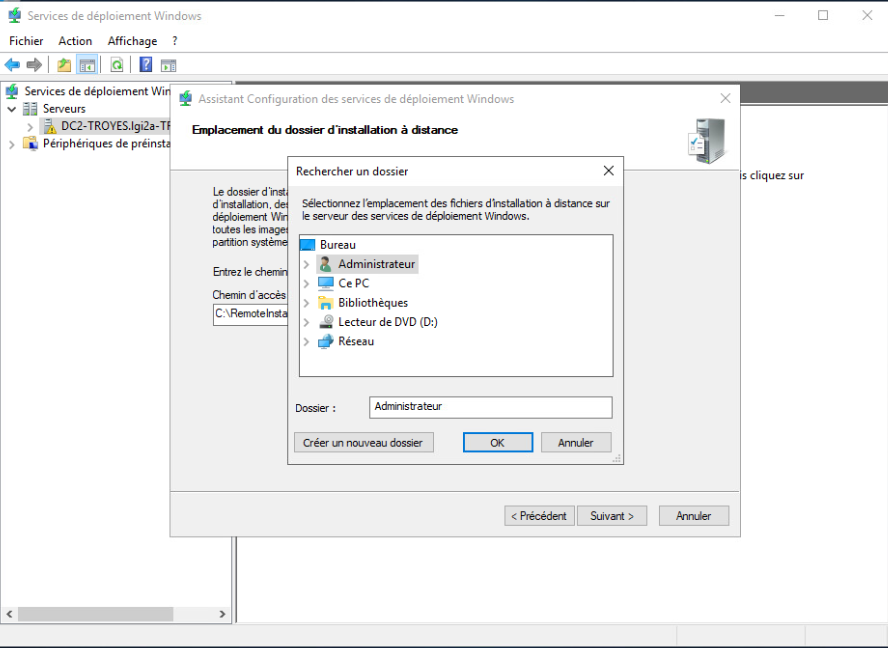 Services de déploiement Windows
Fichier Action Affichage ?
Services de déploiement Win
Serveurs
DC2-TROYES.lgi2a-TF
Périphériques de préinsta
Assistant Configuration des services de déploiement Windows
Emplacement du dossier d'installation à distance
is cliquez sur
Le dossier d'insta
d'installation, des
déploiement Win
toutes les images
partition système
Entrez le chemin
Chemin d'accès
C:\RemoteInsta
Rechercher un dossier
Sélectionnez l'emplacement des fichiers d'installation à distance sur
le serveur des services de déploiement Windows.
Bureau
Administrateur
Ce PC
Bibliothèques
Lecteur de DVD (D:)
Réseau
Dossier : Administrateur
Créer un nouveau dossier OK Annuler
< Précédent Suivant > Annuler